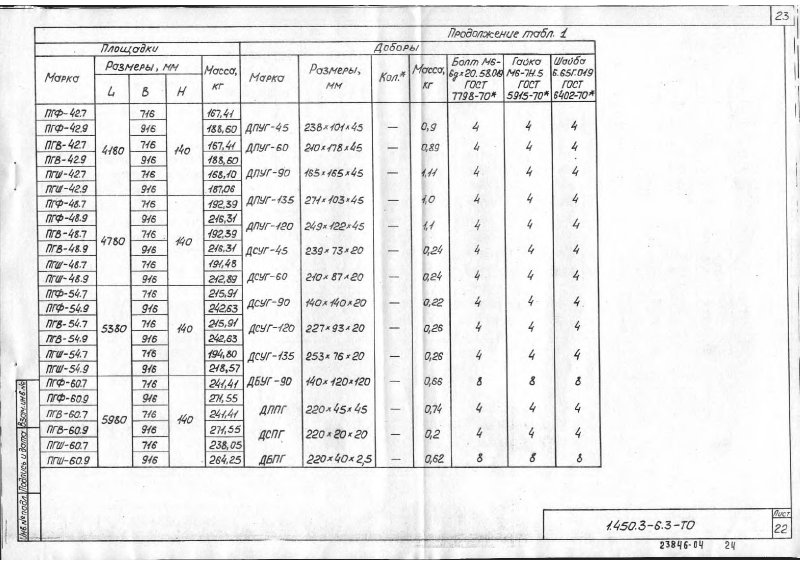 23
Продолжение табл. 1
Площадки
Доборы
Марка
Размеры, мм
L
B
H
Масса, кг
Марка
Размеры, мм
Кол.*
Масса, кг
Болт М6-6g×20.58.019 ГОСТ 7798-70*
Гайка М6-7Н.5 ГОСТ 5915-70*
Шайба 6.65Г.019 ГОСТ 6402-70*
4180
140
ПГФ-42.7 716 167,41
ПГФ-42.9 916 188,60
ПГВ-42.7 716 167,41
ПГВ-42.9 916 188,60
ПГШ-42.7 716 168,10
ПГШ-42.9 916 187,06
4780
140
ПГФ-48.7 716 192,39
ПГФ-48.9 916 216,31
ПГВ-48.7 716 192,39
ПГВ-48.9 916 216,31
ПГШ-48.7 716 191,48
ПГШ-48.9 916 212,89
5380
140
ПГФ-54.7 716 215,91
ПГФ-54.9 916 242,63
ПГВ-54.7 716 215,91
ПГВ-54.9 916 242,63
ПГШ-54.7 716 194,80
ПГШ-54.9 916 218,57
5980
140
ПГФ-60.7 716 241,41
ПГФ-60.9 916 271,55
ПГВ-60.7 716 241,41
ПГВ-60.9 916 271,55
ПГШ-60.7 716 238,05
ПГШ-60.9 916 264,25
ДПУГ-45 238×101×45 — 0,9 4 4 4
ДПУГ-60 210×178×45 — 0,89 4 4 4
ДПУГ-90 165×165×45 — 1,11 4 4 4
ДПУГ-135 271×103×45 — 1,0 4 4 4
ДПУГ-120 249×122×45 — 1,1 4 4 4
ДСУГ-45 239×73×20 — 0,24 4 4 4
ДСУГ-60 210×87×20 — 0,24 4 4 4
ДСУГ-90 140×140×20 — 0,22 4 4 4
ДСУГ-120 227×93×20 — 0,26 4 4 4
ДСУГ-135 253×76×20 — 0,26 4 4 4
ДБУГ-90 140×120×120 — 0,66 8 8 8
ДППГ 220×45×45 — 0,74 4 4 4
ДСПГ 220×20×20 — 0,2 4 4 4
ДБПГ 220×40×2,5 — 0,62 8 8 8
Инв.№ подл.
Подпись и дата
Взам. инв.№
1.450.3-6.3-ТО
Лист
22
23846-04 24